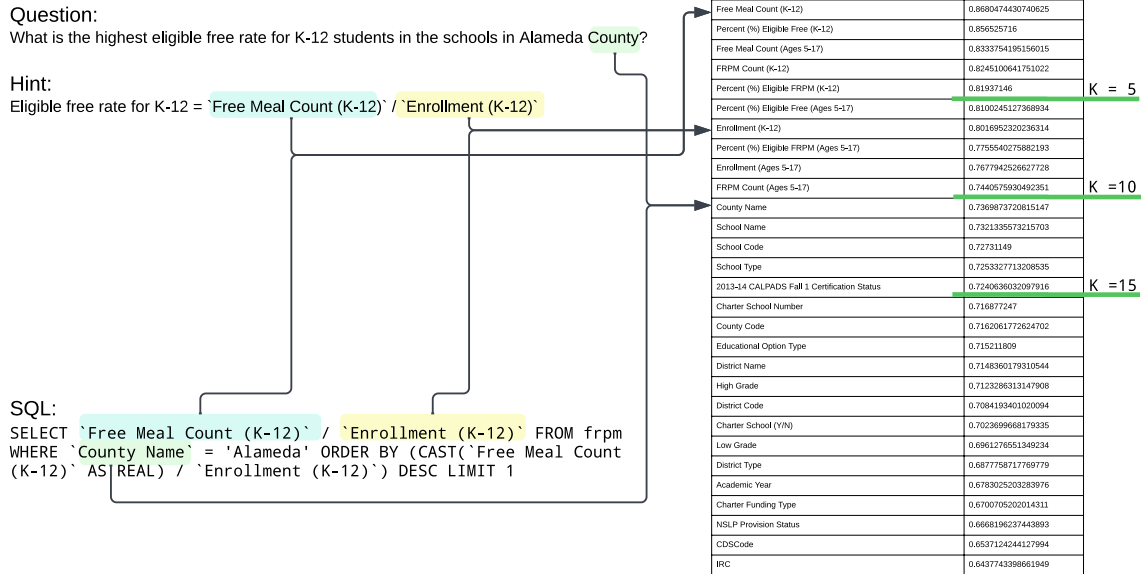 Question:
What is the highest eligible free rate for K-12 students in the schools in Alameda County?
Hint:
Eligible free rate for K-12 = `Free Meal Count (K-12)` / `Enrollment (K-12)`
SQL:
SELECT `Free Meal Count (K-12)` / `Enrollment (K-12)` FROM frpm
WHERE `County Name` = 'Alameda' ORDER BY (CAST(`Free Meal Count
(K-12)` AS REAL) / `Enrollment (K-12)`) DESC LIMIT 1
Free Meal Count (K-12) 0.8680474430740625
Percent (%) Eligible Free (K-12) 0.856525716
Free Meal Count (Ages 5-17) 0.8333754195156015
FRPM Count (K-12) 0.8245100641751022
Percent (%) Eligible FRPM (K-12) 0.81937146 K = 5
Percent (%) Eligible Free (Ages 5-17) 0.8100245127368934
Enrollment (K-12) 0.8016952320236314
Percent (%) Eligible FRPM (Ages 5-17) 0.7755540275882193
Enrollment (Ages 5-17) 0.7677942526627728
FRPM Count (Ages 5-17) 0.7440575930492351 K =10
County Name 0.7369873720815147
School Name 0.7321335573215703
School Code 0.72731149
School Type 0.7253327713208535
2013-14 CALPADS Fall 1 Certification Status 0.7240636032097916 K =15
Charter School Number 0.716877247
County Code 0.7162061772624702
Educational Option Type 0.715211809
District Name 0.7148360179310544
High Grade 0.7123286313147908
District Code 0.7084193401020094
Charter School (Y/N) 0.7023699668179335
Low Grade 0.6961276551349234
District Type 0.6877758717769779
Academic Year 0.6783025203283976
Charter Funding Type 0.6700705202014311
NSLP Provision Status 0.6668196237443893
CDSCode 0.6537124244127994
IRC 0.6437743398661949